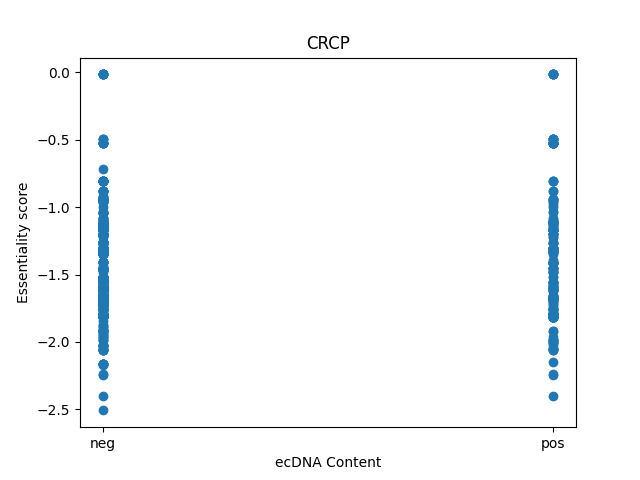 CRCP
Essentiality score
0.0
−0.5
−1.0
−1.5
−2.0
−2.5
neg
pos
ecDNA Content